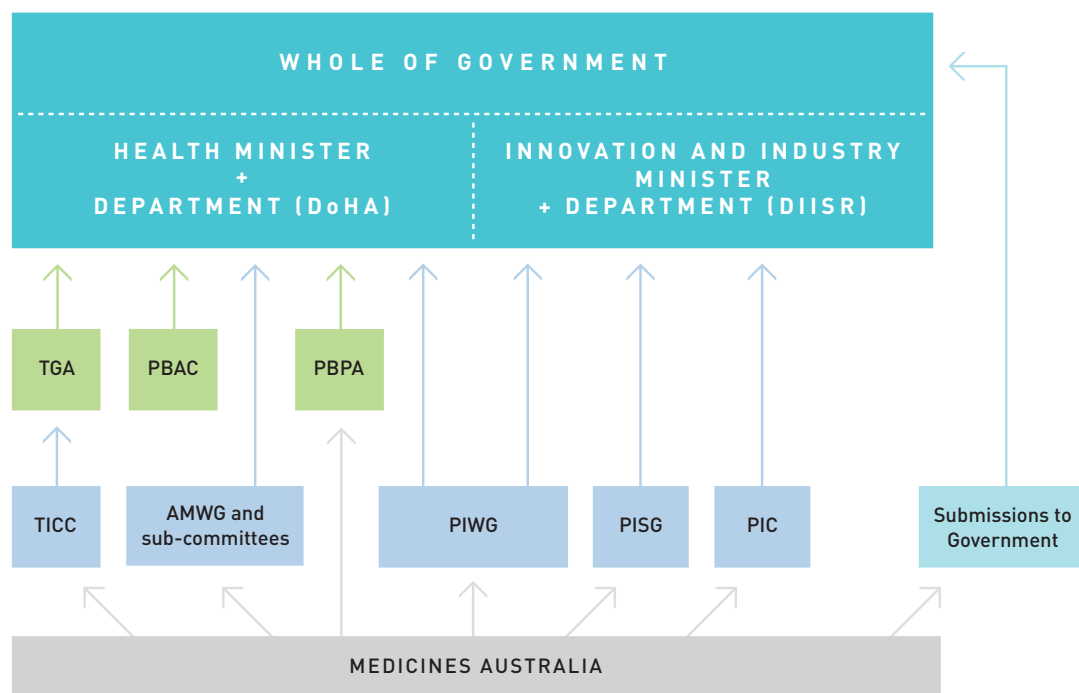 WHOLE OF GOVERNMENT
HEALTH MINISTER
+
DEPARTMENT (DoHA)
INNOVATION AND INDUSTRY
MINISTER
+ DEPARTMENT (DIISR)
TGA
PBAC
PBPA
TICC
AMWG and
sub-committees
PIWG
PISG
PIC
Submissions to
Government
MEDICINES AUSTRALIA